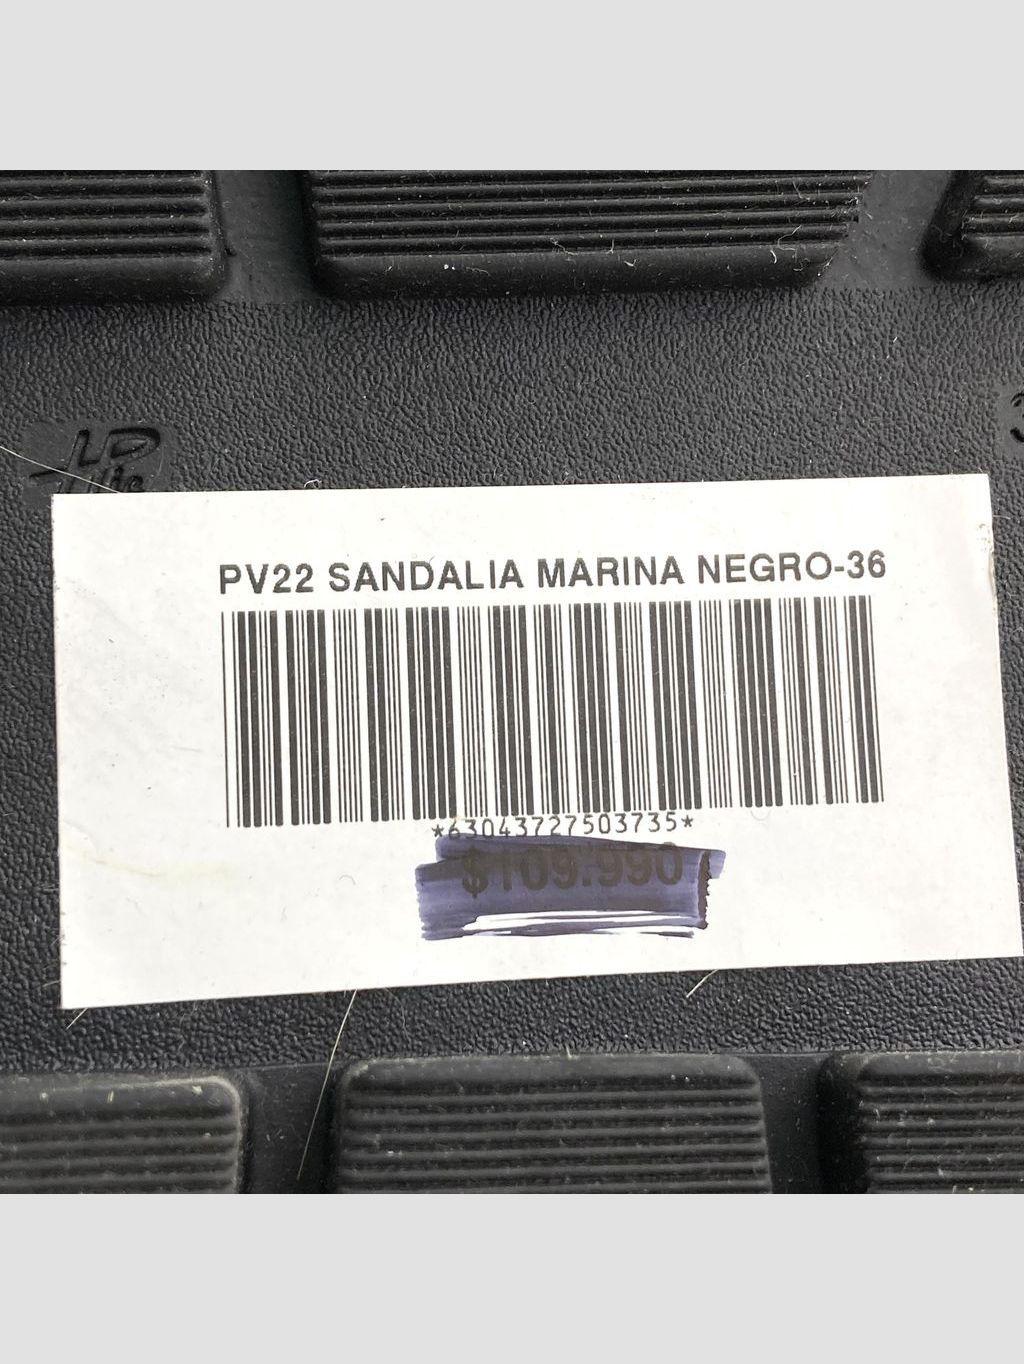 PV22 SANDALIA MARINA NEGRO-36
*63043727503735*
$109.990